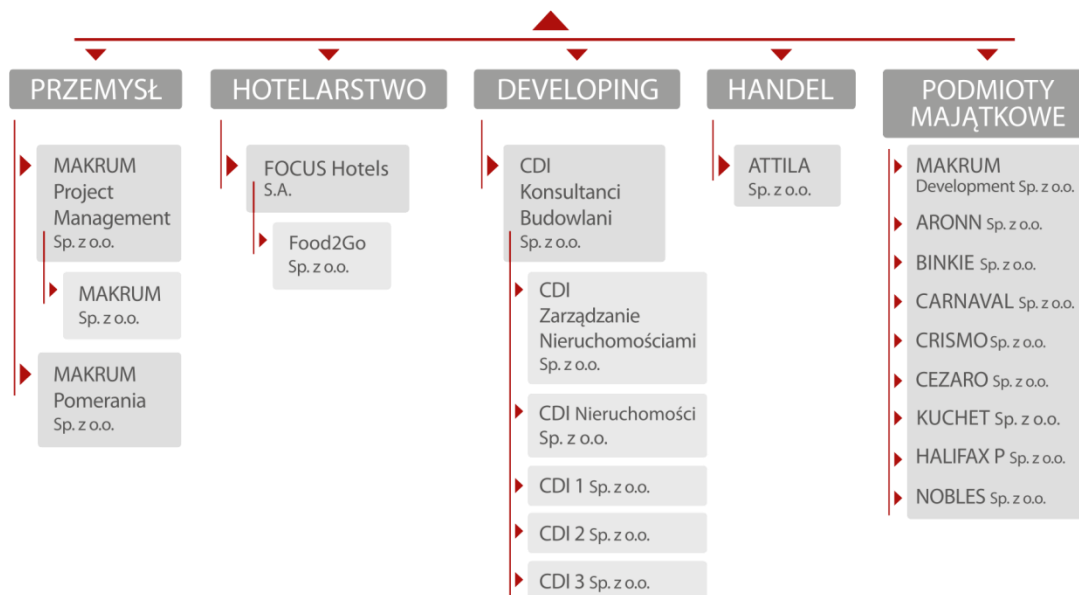 PRZEMYSŁ
MAKRUM
Project
Management
Sp. z o.o.
MAKRUM
Sp. z o.o.
MAKRUM
Pomerania
Sp. z o.o.
HOTELARSTWO
FOCUS Hotels
S.A.
Food2Go
Sp. z o.o.
DEVELOPING
CDI
Konsultanci
Budowlani
Sp. z o.o.
CDI
Zarządzanie
Nieruchomościami
Sp. z o.o.
CDI Nieruchomości
Sp. z o.o.
CDI 1 Sp. z o.o.
CDI 2 Sp. z o.o.
CDI 3 Sp. z o.o.
HANDEL
ATTILA
Sp. z o.o.
PODMIOTY
MAJĄTKOWE
MAKRUM
Development Sp. z o.o.
ARONN Sp. z o.o.
BINKIE Sp. z o.o.
CARNAVAL Sp. z o.o.
CRISMO Sp. z o.o.
CEZARO Sp. z o.o.
KUCHET Sp. z o.o.
HALIFAX P Sp. z o.o.
NOBLES Sp. z o.o.